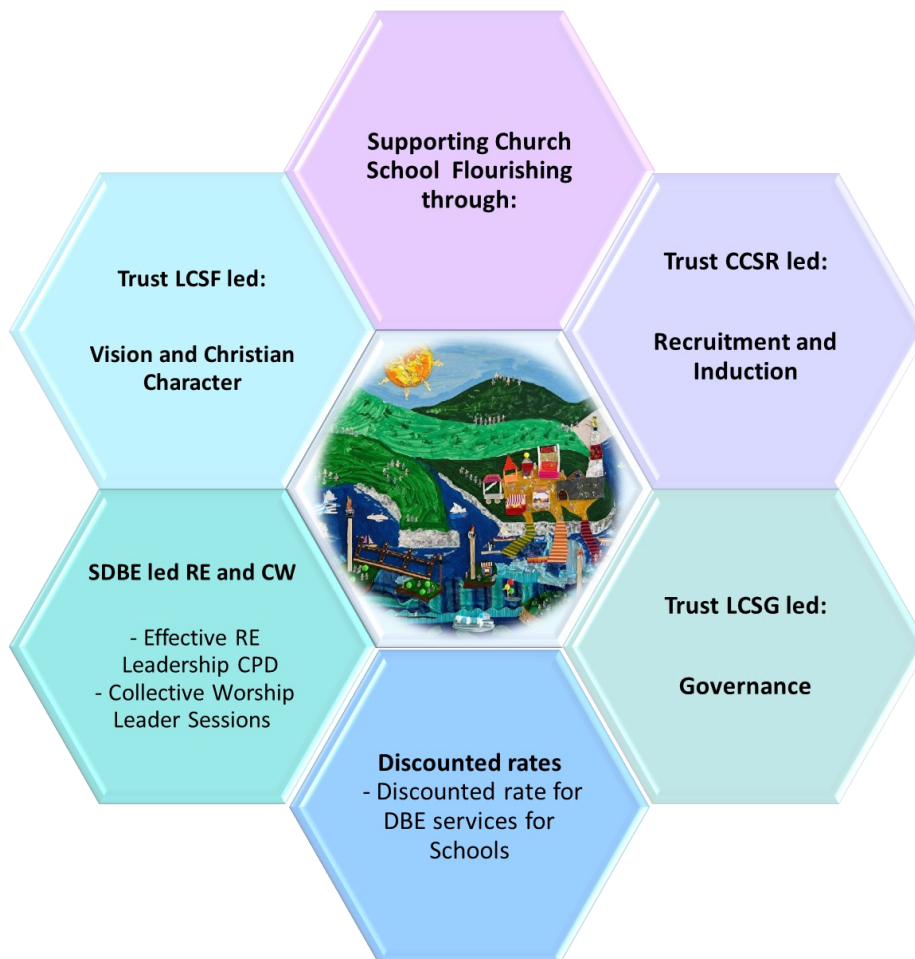 Supporting Church
School Flourishing
through:
Trust LCSF led:
Vision and Christian
Character
Trust CCSR led:
Recruitment and
Induction
SDBE led RE and CW
- Effective RE
Leadership CPD
- Collective Worship
Leader Sessions
Trust LCSG led:
Governance
Discounted rates
- Discounted rate for
DBE services for
Schools